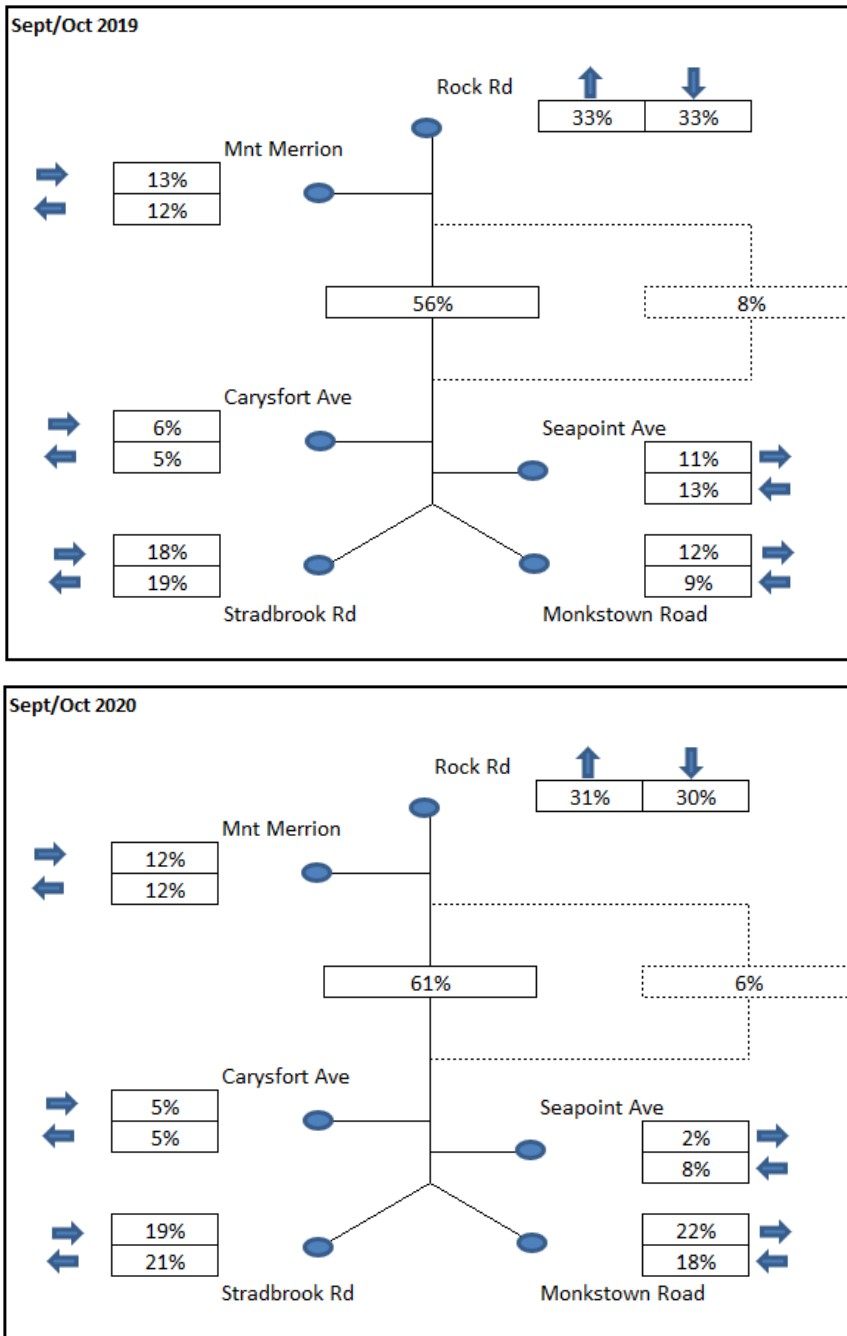 Sept/Oct 2019
Rock Rd
33% 33%
Mnt Merrion
13%
12%
56% 8%
Carysfort Ave
6%
5%
Seapoint Ave
11%
13%
18%
19%
12%
9%
Stradbrook Rd Monkstown Road
Sept/Oct 2020
Rock Rd
31% 30%
Mnt Merrion
12%
12%
61% 6%
Carysfort Ave
5%
5%
Seapoint Ave
2%
8%
19%
21%
22%
18%
Stradbrook Rd Monkstown Road